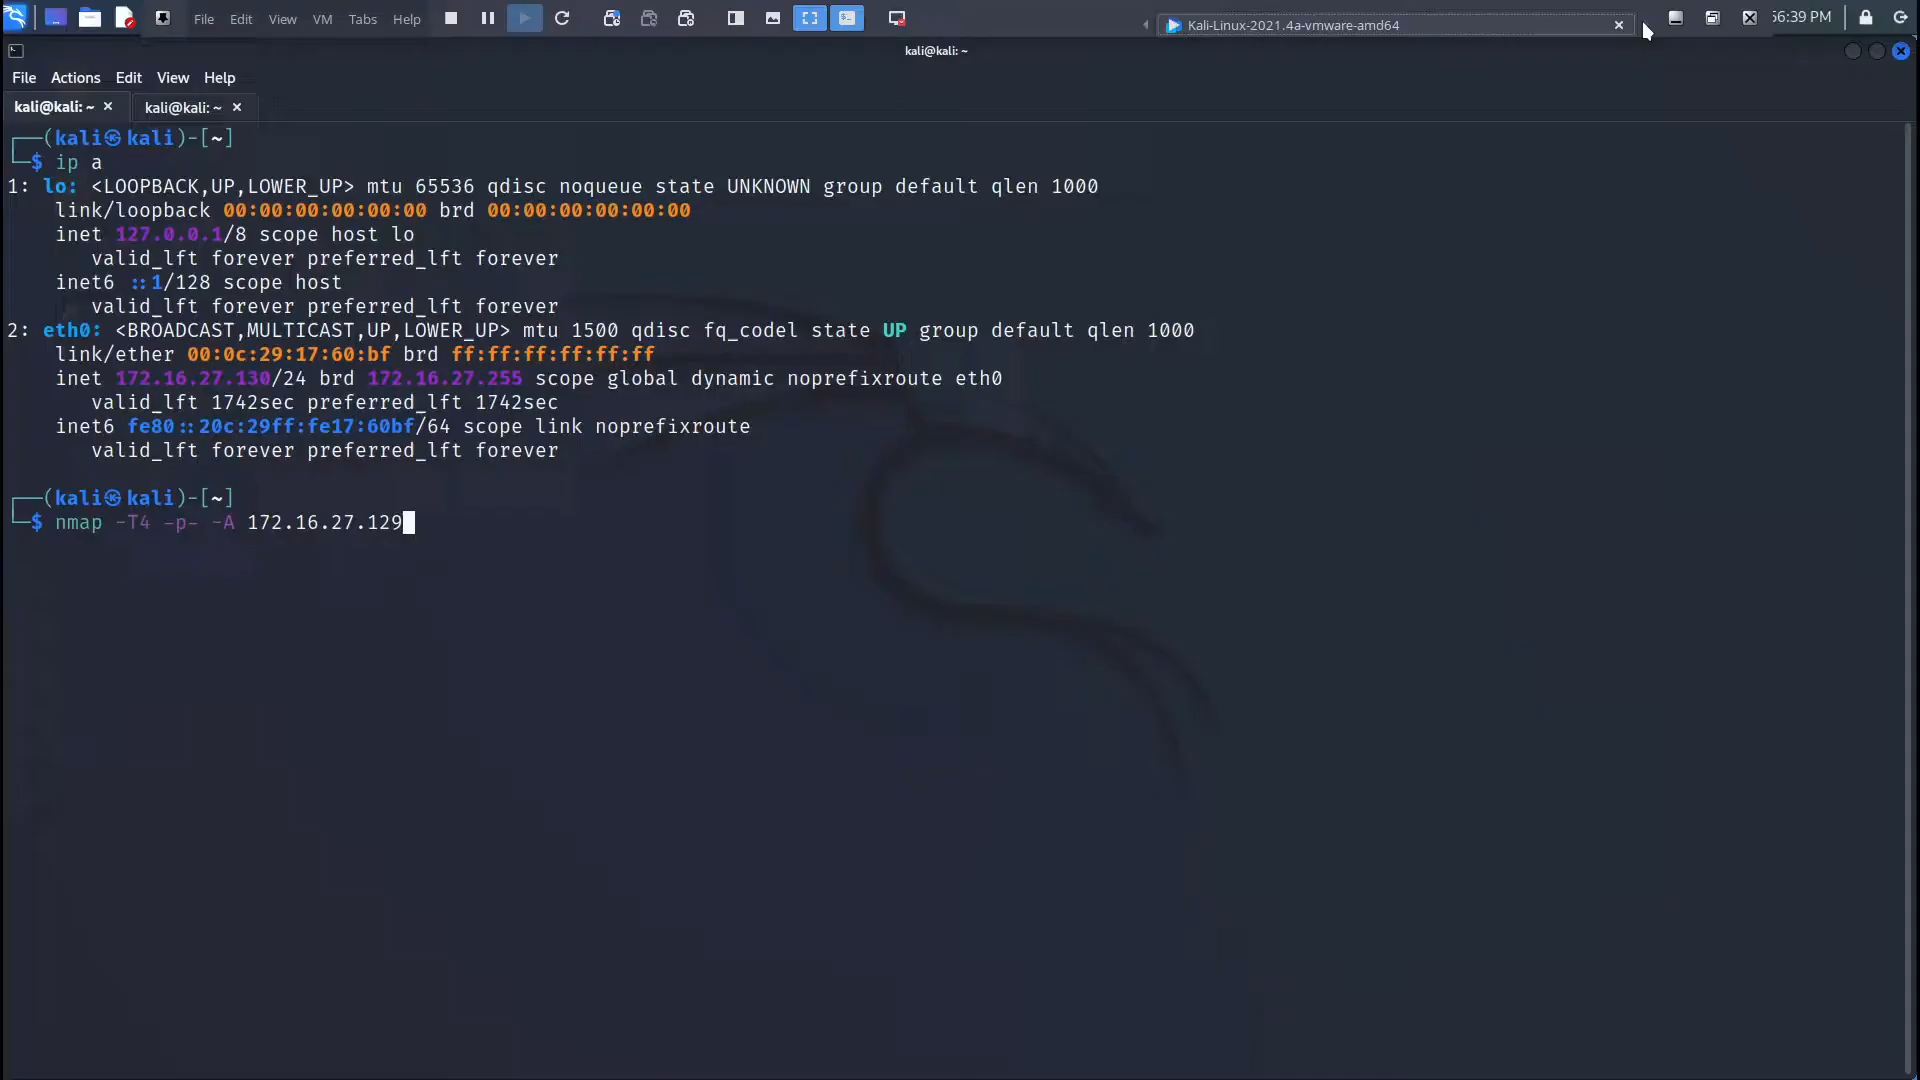 File Edit View VM Tabs Help
Kali-Linux-2021.4a-vmware-amd64
56:39 PM
kali@kali: ~
File Actions Edit View Help
kali@kali: ~ kali@kali: ~
┌──(kali㉿kali)-[~]
└─$ ip a
1: lo: <LOOPBACK,UP,LOWER_UP> mtu 65536 qdisc noqueue state UNKNOWN group default qlen 1000
link/loopback 00:00:00:00:00:00 brd 00:00:00:00:00:00
inet 127.0.0.1/8 scope host lo
valid_lft forever preferred_lft forever
inet6 ::1/128 scope host
valid_lft forever preferred_lft forever
2: eth0: <BROADCAST,MULTICAST,UP,LOWER_UP> mtu 1500 qdisc fq_codel state UP group default qlen 1000
link/ether 00:0c:29:17:60:bf brd ff:ff:ff:ff:ff:ff
inet 172.16.27.130/24 brd 172.16.27.255 scope global dynamic noprefixroute eth0
valid_lft 1742sec preferred_lft 1742sec
inet6 fe80::20c:29ff:fe17:60bf/64 scope link noprefixroute
valid_lft forever preferred_lft forever
┌──(kali㉿kali)-[~]
└─$ nmap -T4 -p- -A 172.16.27.129